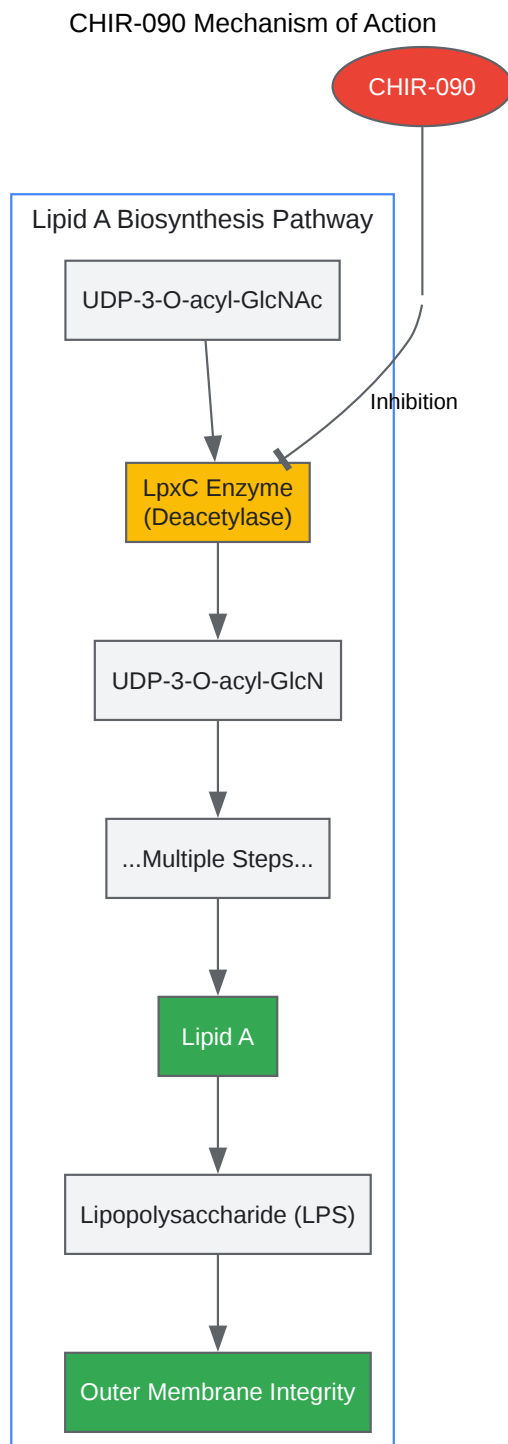 CHIR-090 Mechanism of Action
CHIR-090
Lipid A Biosynthesis Pathway
UDP-3-O-acyl-GlcNAc
Inhibition
LpxC Enzyme
(Deacetylase)
UDP-3-O-acyl-GlcN
...Multiple Steps...
Lipid A
Lipopolysaccharide (LPS)
Outer Membrane Integrity